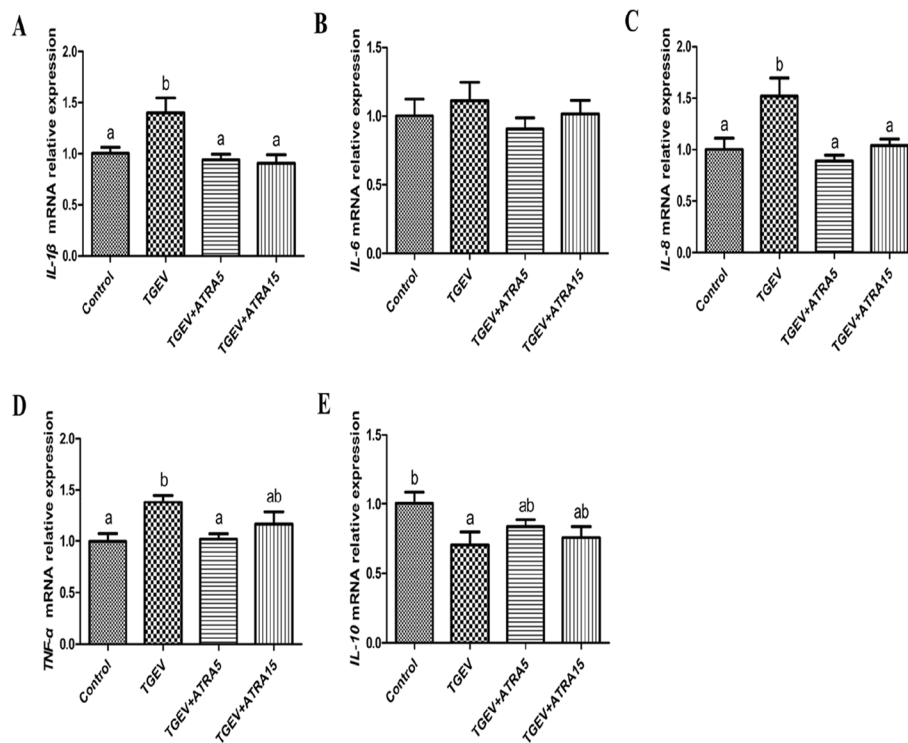 A
IL-1β mRNA relative expression
2.0
1.5
1.0
0.5
0.0
a
b
a
a
Control
TGEV
TGEV+ATRA5
TGEV+ATRA15
B
IL-6 mRNA relative expression
1.5
1.0
0.5
0.0
Control
TGEV
TGEV+ATRA5
TGEV+ATRA15
C
IL-8 mRNA relative expression
2.0
1.5
1.0
0.5
0.0
a
b
a
a
Control
TGEV
TGEV+ATRA5
TGEV+ATRA15
D
TNF-α mRNA relative expression
2.0
1.5
1.0
0.5
0.0
a
b
a
ab
Control
TGEV
TGEV+ATRA5
TGEV+ATRA15
E
IL-10 mRNA relative expression
1.5
1.0
0.5
0.0
b
a
ab
ab
Control
TGEV
TGEV+ATRA5
TGEV+ATRA15